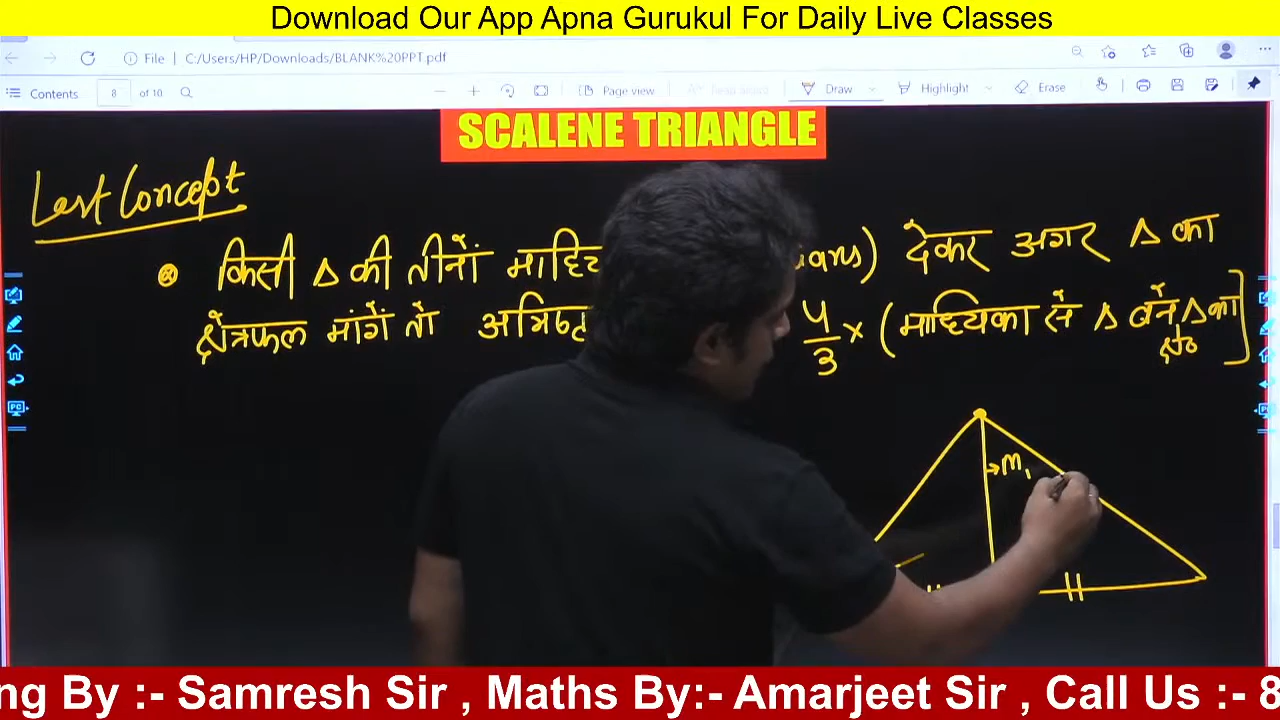 Download Our App Apna Gurukul For Daily Live Classes
File C:/Users/HP/Downloads/BLANK%20PPT.pdf
Contents 8 of 10 Page view Read aloud Draw Highlight Erase
SCALENE TRIANGLE
Last Concept
किसी Δ की तीनों देकर अगर Δ का
क्षेत्रफल मांगें तो 4/3 × (माध्यिका से Δ बने Δ का
क्षे०
m₁
ng By :- Samresh Sir , Maths By:- Amarjeet Sir , Call Us :- 8